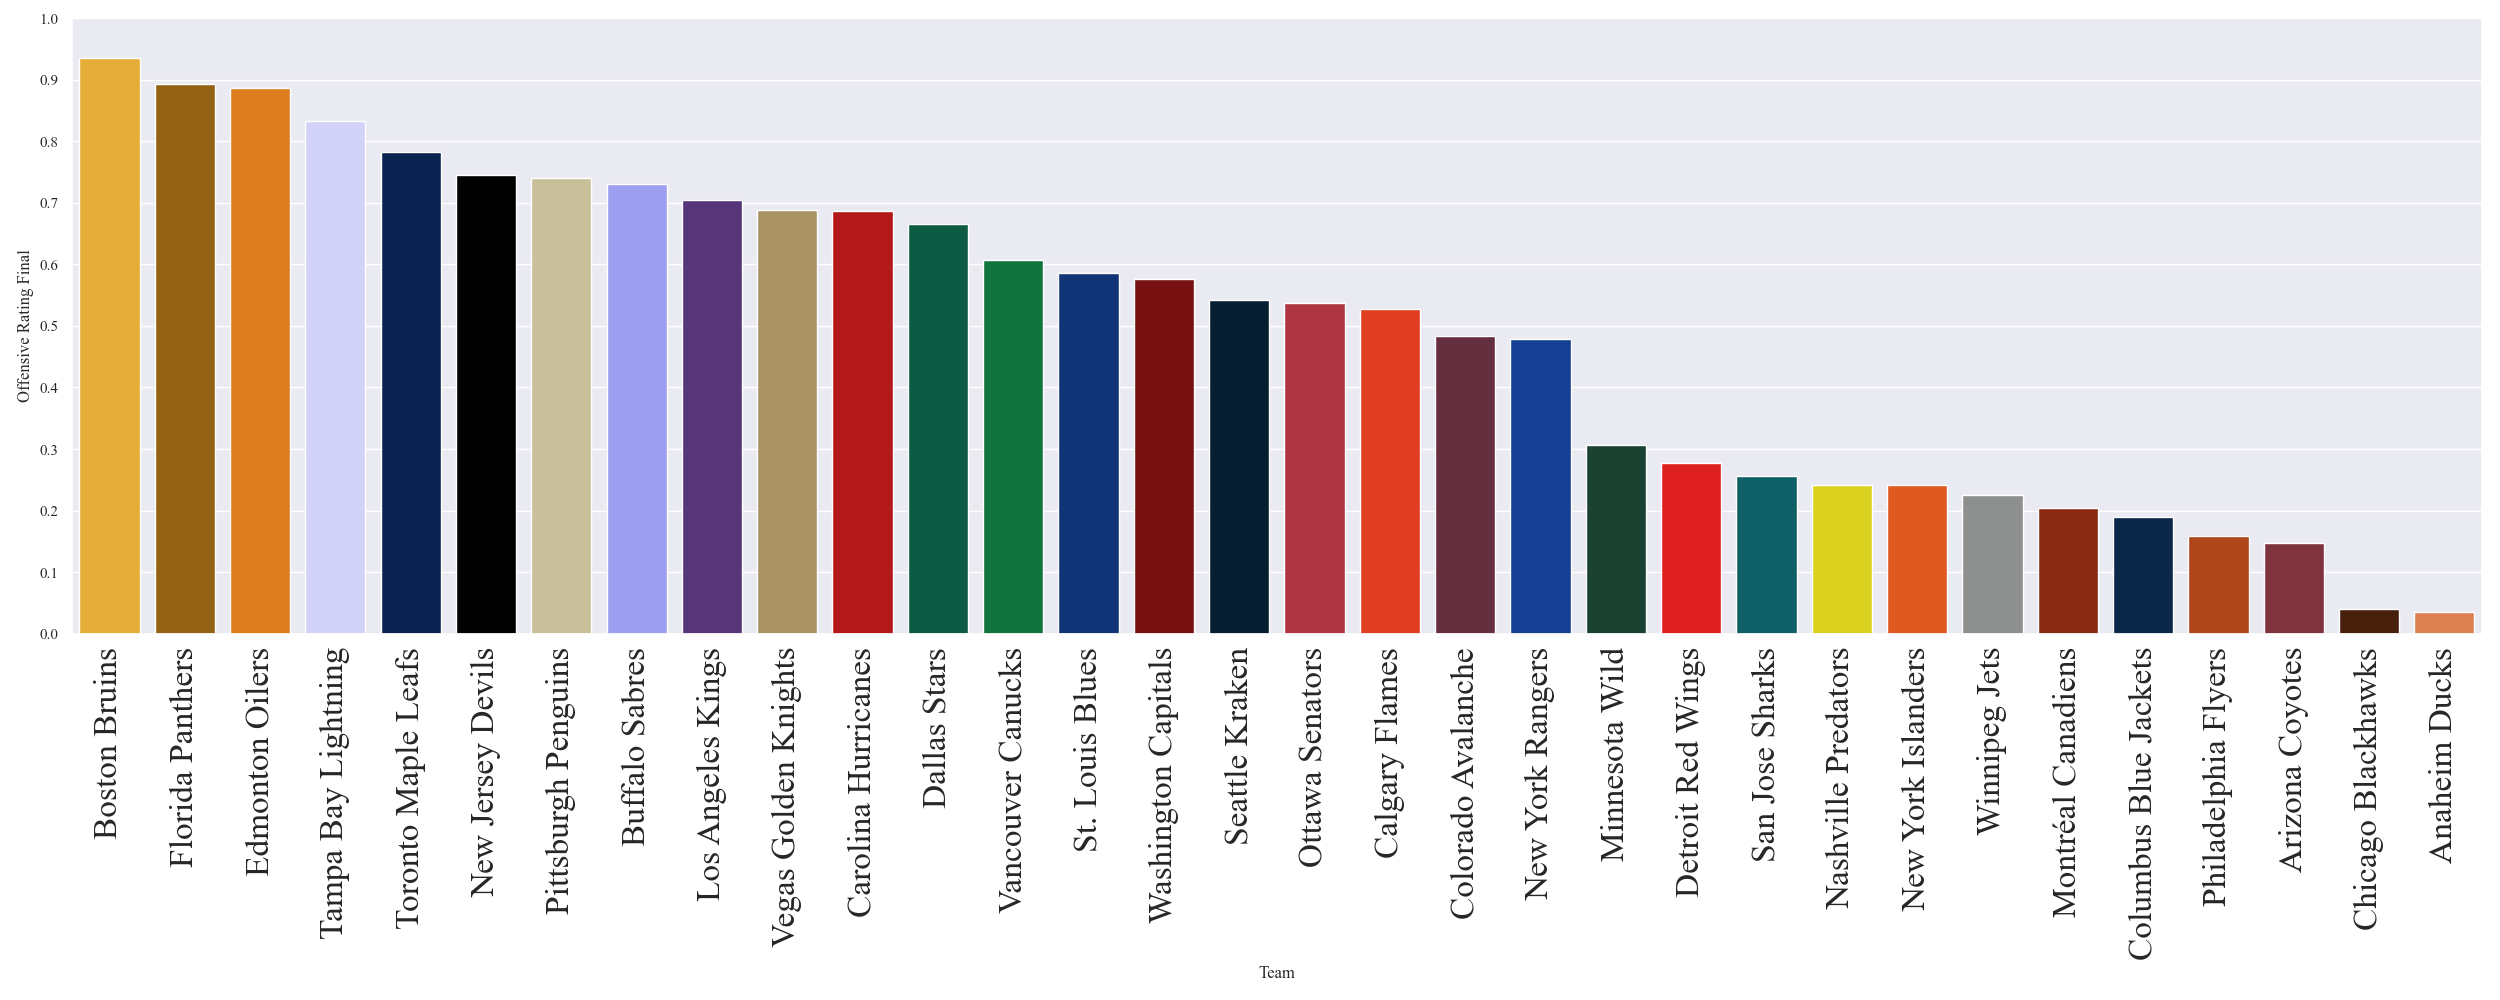 1.0
0.9
0.8
0.7
0.6
0.5
0.4
0.3
0.2
0.1
0.0
Offensive Rating Final
Boston Bruins
Florida Panthers
Edmonton Oilers
Tampa Bay Lightning
Toronto Maple Leafs
New Jersey Devils
Pittsburgh Penguins
Buffalo Sabres
Los Angeles Kings
Vegas Golden Knights
Carolina Hurricanes
Dallas Stars
Vancouver Canucks
St. Louis Blues
Washington Capitals
Seattle Kraken
Ottawa Senators
Calgary Flames
Colorado Avalanche
New York Rangers
Minnesota Wild
Detroit Red Wings
San Jose Sharks
Nashville Predators
New York Islanders
Winnipeg Jets
Montréal Canadiens
Columbus Blue Jackets
Philadelphia Flyers
Arizona Coyotes
Chicago Blackhawks
Anaheim Ducks
Team